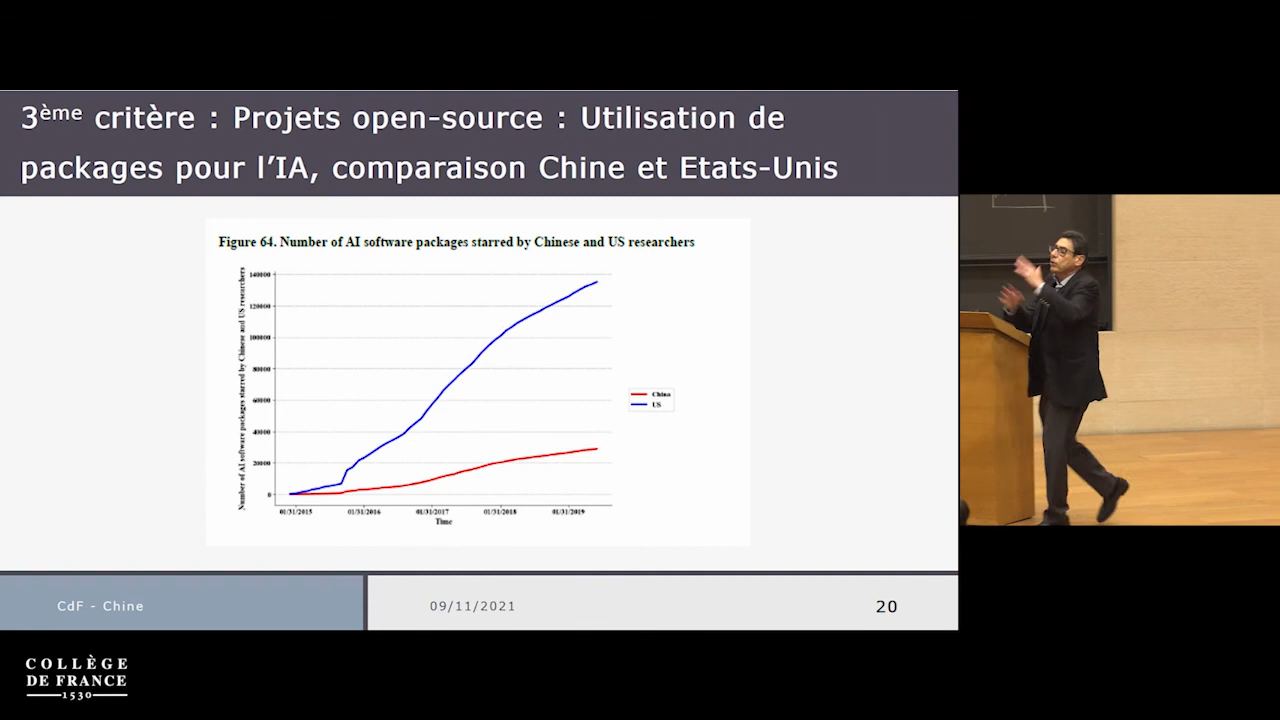 3ème critère : Projets open-source : Utilisation de
packages pour l’IA, comparaison Chine et Etats-Unis
Figure 64. Number of AI software packages starred by Chinese and US researchers
Number of AI software packages starred by Chinese and US researchers
140000
120000
100000
80000
60000
40000
20000
0
01/31/2015
01/31/2016
01/31/2017
01/31/2018
01/31/2019
Time
China
US
CdF - Chine
09/11/2021
20
COLLÈGE
DE FRANCE
1530